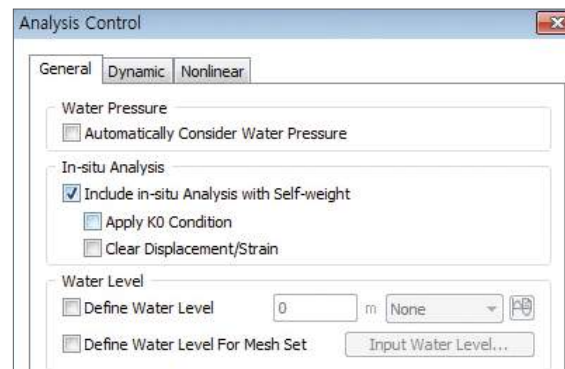 Analysis Control
General Dynamic Nonlinear
Water Pressure
Automatically Consider Water Pressure
In-situ Analysis
Include in-situ Analysis with Self-weight
Apply K0 Condition
Clear Displacement/Strain
Water Level
Define Water Level 0 m None
Define Water Level For Mesh Set Input Water Level...